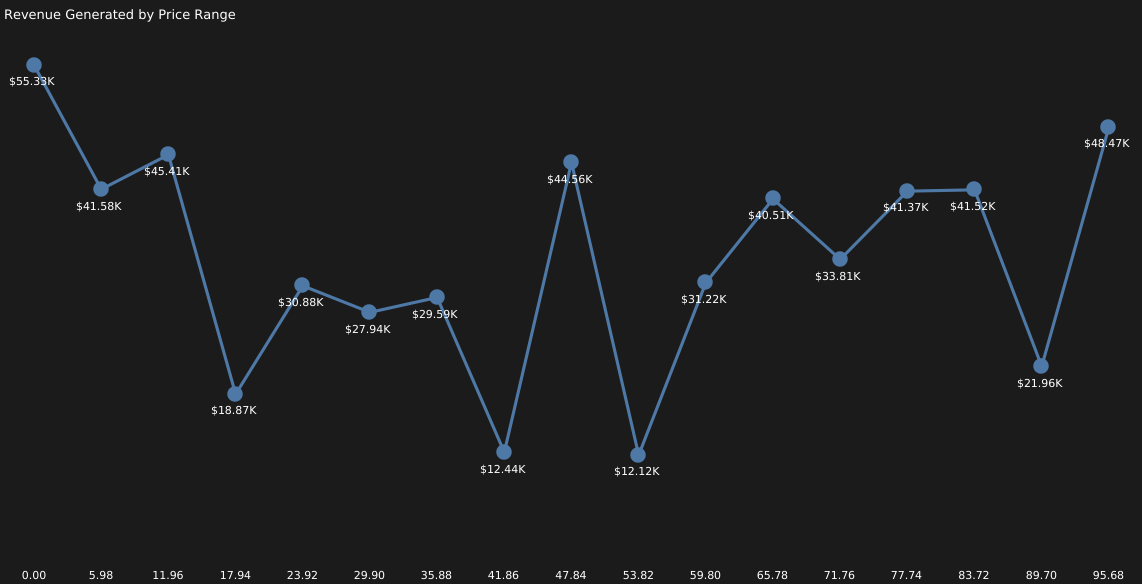 Revenue Generated by Price Range
$55.33K
$41.58K
$45.41K
$18.87K
$30.88K
$27.94K
$29.59K
$12.44K
$44.56K
$12.12K
$31.22K
$40.51K
$33.81K
$41.37K
$41.52K
$21.96K
$48.47K
0.00 5.98 11.96 17.94 23.92 29.90 35.88 41.86 47.84 53.82 59.80 65.78 71.76 77.74 83.72 89.70 95.68